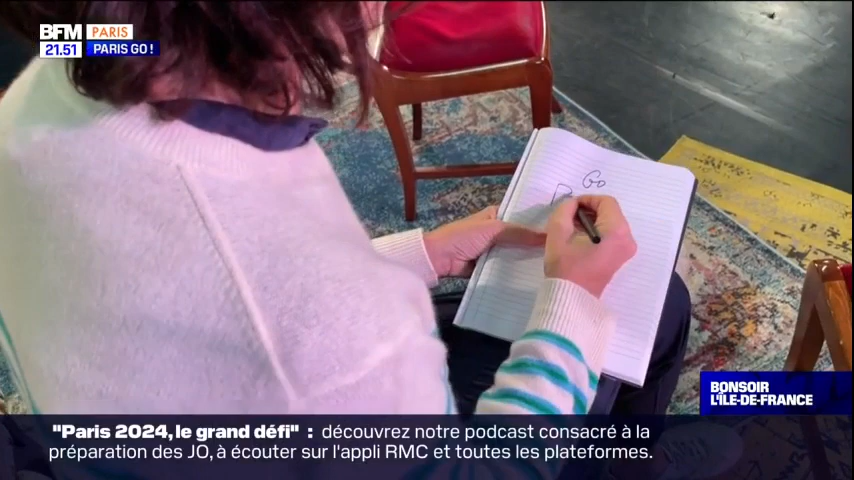 BFM PARIS
21.51 PARIS GO !
Go
BONSOIR
L'ÎLE-DE-FRANCE
"Paris 2024, le grand défi" : découvrez notre podcast consacré à la
préparation des JO, à écouter sur l'appli RMC et toutes les plateformes.